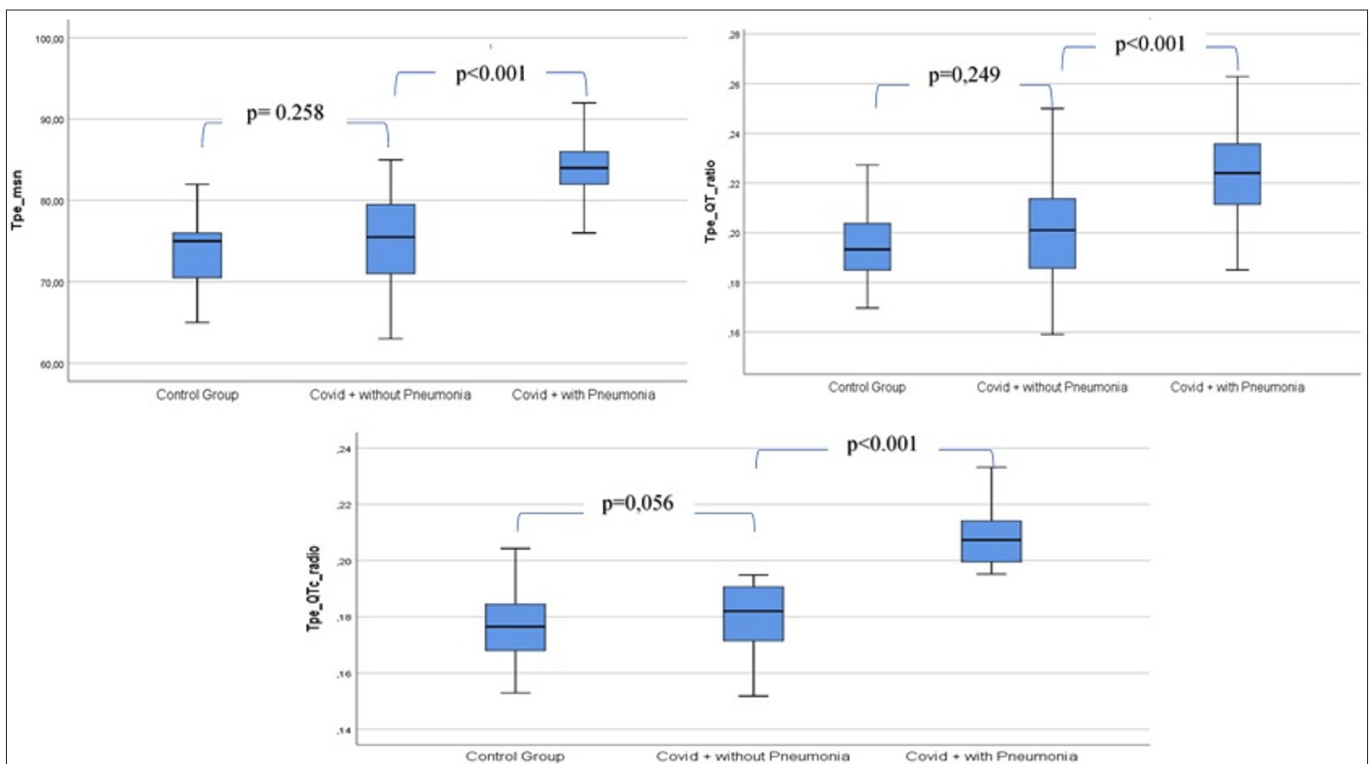 100,00
90,00
80,00
70,00
60,00
Tpe_msn
p= 0.258
p<0.001
Control Group
Covid + without Pneumonia
Covid + with Pneumonia
,28
,26
,24
,22
,20
,18
,16
Tpe_QT_ratio
p=0,249
p<0.001
Control Group
Covid + without Pneumonia
Covid + with Pneumonia
,24
,22
,20
,18
,16
,14
Tpe_QTc_radio
p=0,056
p<0.001
Control Group
Covid + without Pneumonia
Covid + with Pneumonia